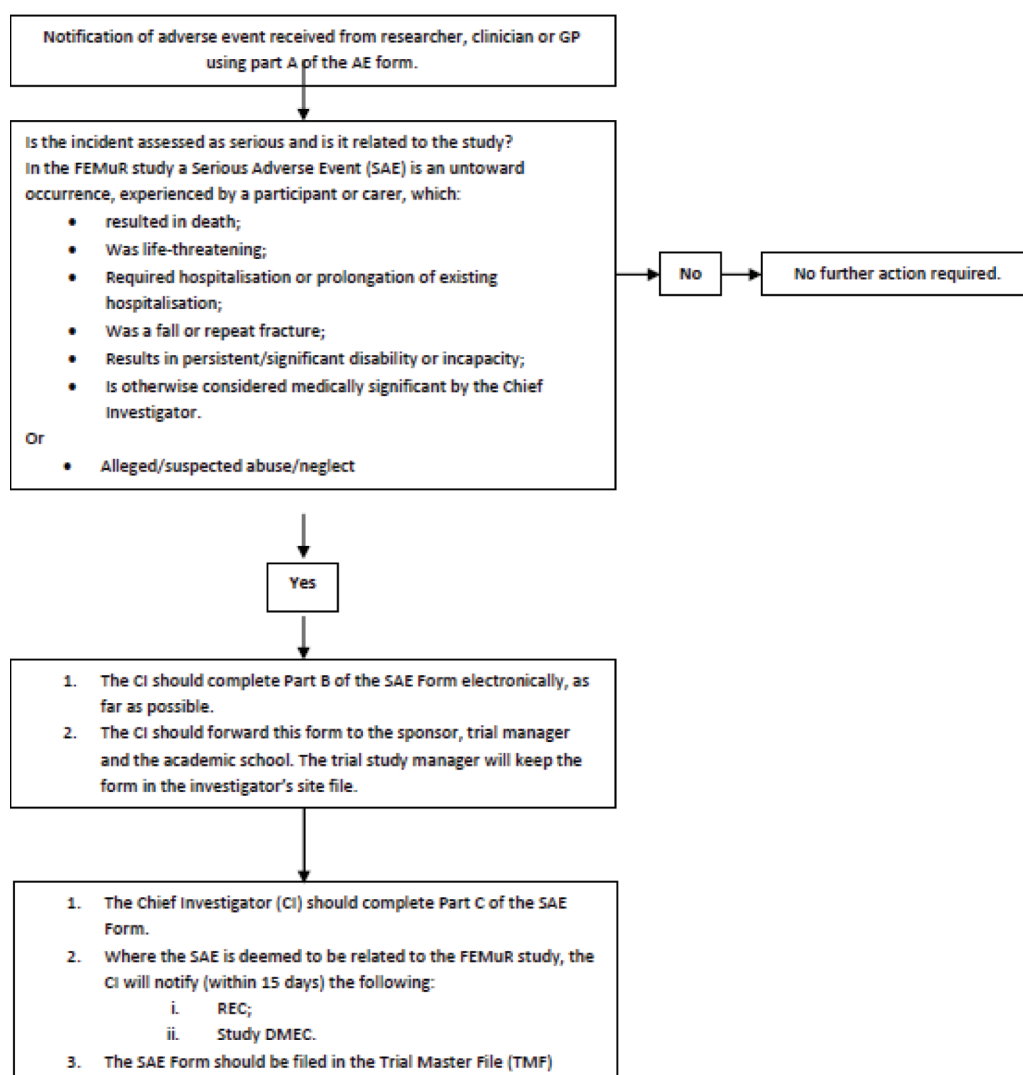 Notification of adverse event received from researcher, clinician or GP
using part A of the AE form.
Is the incident assessed as serious and is it related to the study?
In the FEMuR study a Serious Adverse Event (SAE) is an untoward
occurrence, experienced by a participant or carer, which:
• resulted in death;
• Was life-threatening;
• Required hospitalisation or prolongation of existing
hospitalisation;
• Was a fall or repeat fracture;
• Results in persistent/significant disability or incapacity;
• Is otherwise considered medically significant by the Chief
Investigator.
Or
• Alleged/suspected abuse/neglect
No
No further action required.
Yes
1. The CI should complete Part B of the SAE Form electronically, as
far as possible.
2. The CI should forward this form to the sponsor, trial manager
and the academic school. The trial study manager will keep the
form in the investigator's site file.
1. The Chief Investigator (CI) should complete Part C of the SAE
Form.
2. Where the SAE is deemed to be related to the FEMuR study, the
CI will notify (within 15 days) the following:
i. REC;
ii. Study DMEC.
3. The SAE Form should be filed in the Trial Master File (TMF)